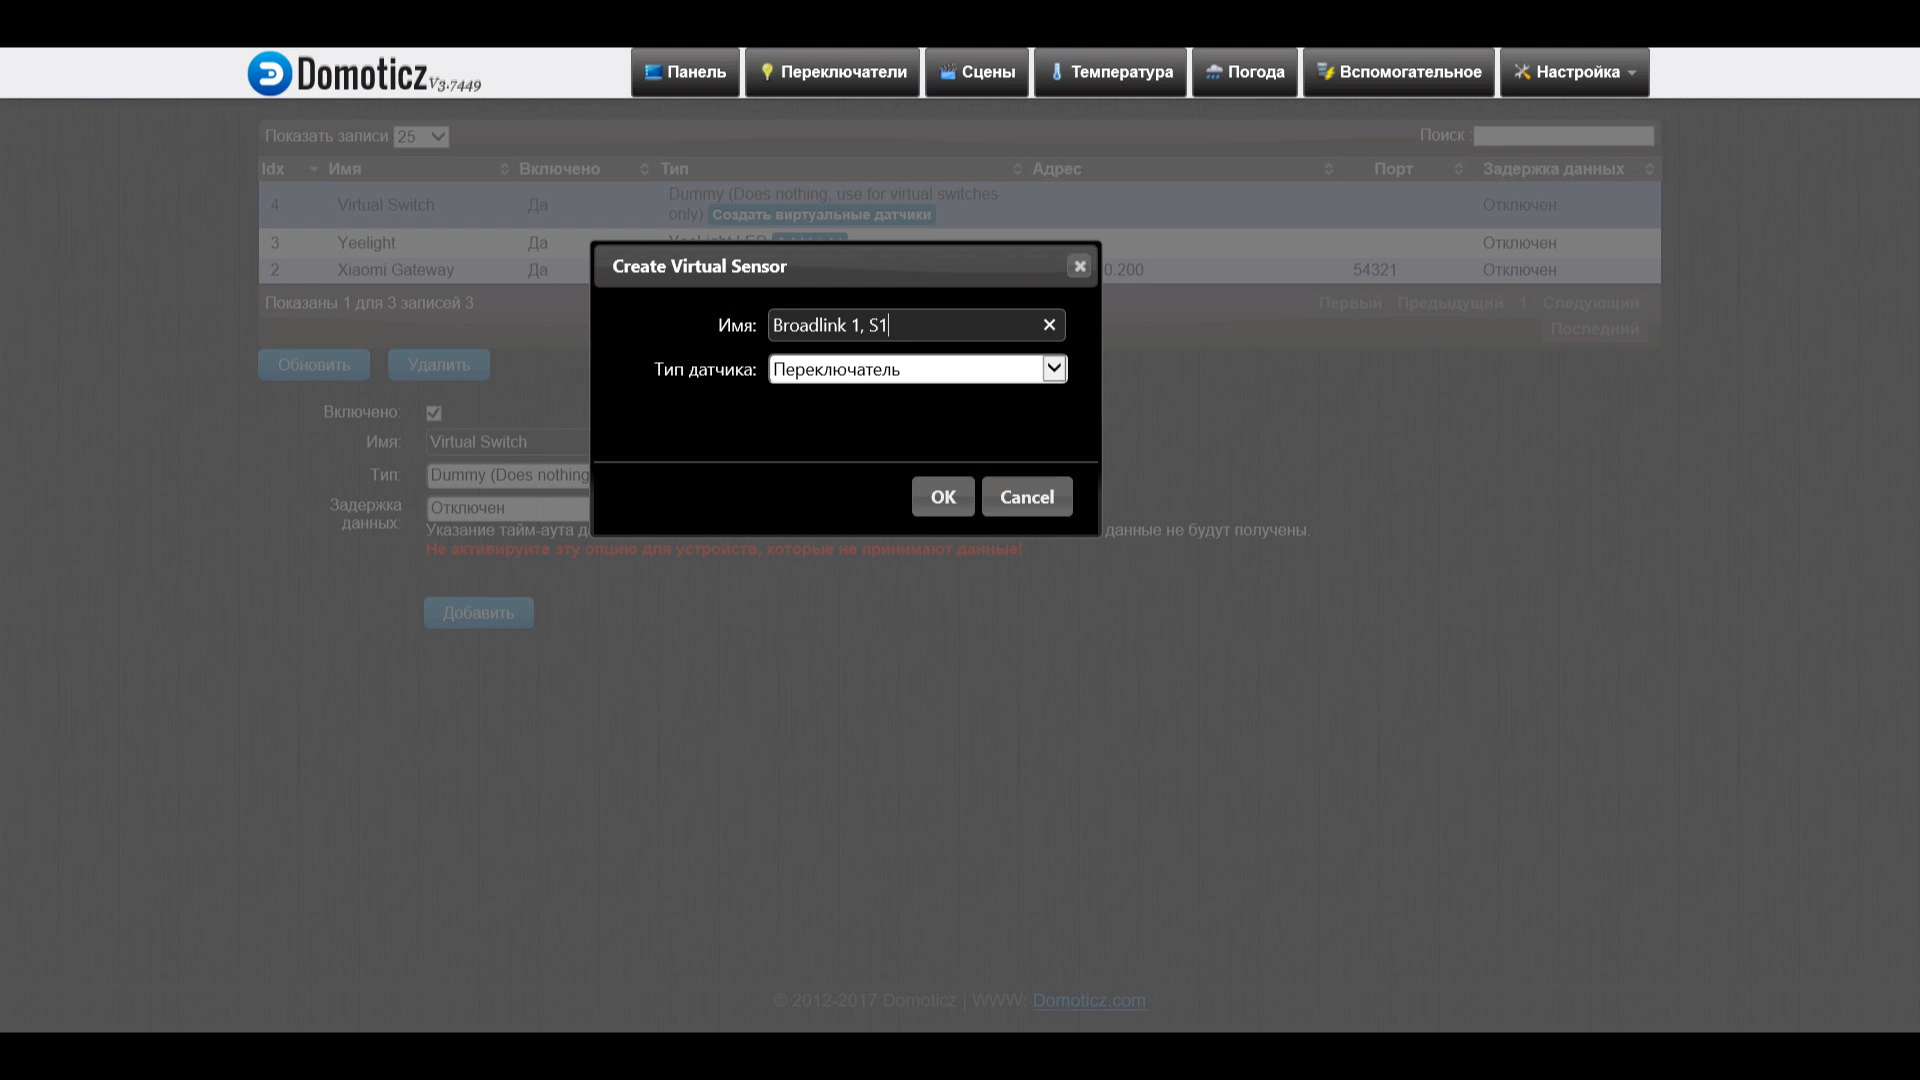 Domoticz V3.7449
Панель Переключатели Сцены Температура Погода Вспомогательное Настройка
Показать записи 25 Поиск
Idx Имя Включено Тип Адрес Порт Задержка данных
4 Virtual Switch Да Dummy (Does nothing, use for virtual switches Отключен
only) Создать виртуальные датчики
3 Yeelight Да YeeLight LED Отключен
2 Xiaomi Gateway Да 0.200 54321 Отключен
Показаны 1 для 3 записей 3 Первый Предыдущий 1 Следующий
Последний
Create Virtual Sensor
Имя: Broadlink 1, S1
Тип датчика: Переключатель
OK Cancel
Обновить Удалить
Включено:
Имя: Virtual Switch
Тип: Dummy (Does nothing
Задержка
данных: Отключен
Указание тайм-аута д данные не будут получены.
Не активируйте эту опцию для устройств, которые не принимают данные!
Добавить
© 2012-2017 Domoticz | WWW: Domoticz.com